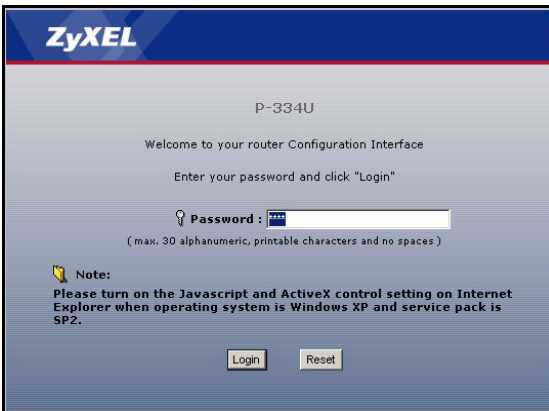 ZyXEL
P-334U
Welcome to your router Configuration Interface
Enter your password and click "Login"
Password : ****
( max. 30 alphanumeric, printable characters and no spaces )
Note:
Please turn on the Javascript and ActiveX control setting on Internet
Explorer when operating system is Windows XP and service pack is
SP2.
Login Reset